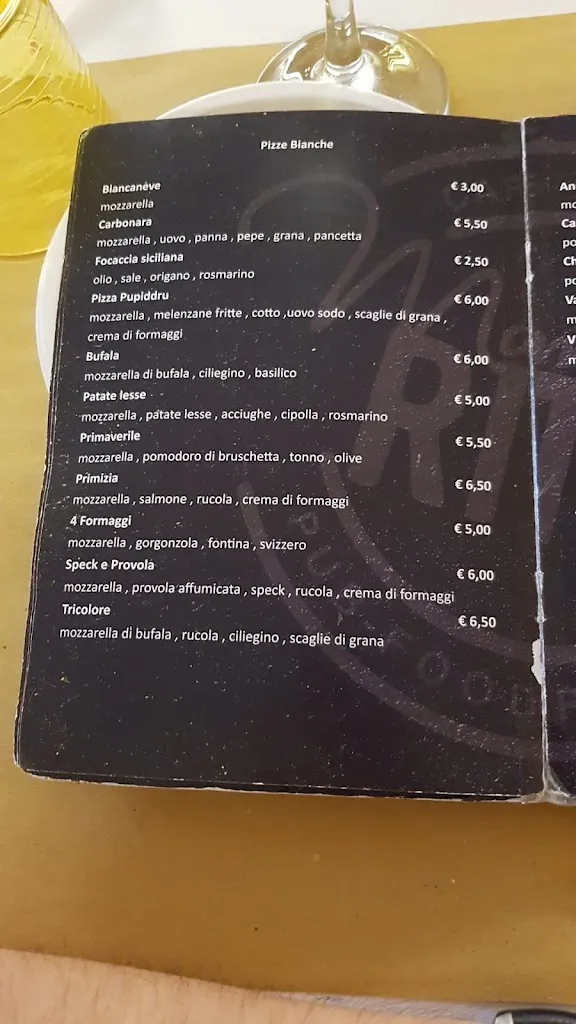 Pizze Bianche
Biancanève € 3,00
mozzarella
Carbonara € 5,50
mozzarella , uovo , panna , pepe , grana , pancetta
Focaccia siciliana € 2,50
olio , sale , origano , rosmarino
Pizza Pupiddru € 6,00
mozzarella , melenzane fritte , cotto ,uovo sodo , scaglie di grana ,
crema di formaggi
Bufala € 6,00
mozzarella di bufala , ciliegino , basilico
Patate lesse € 5,00
mozzarella , patate lesse , acciughe , cipolla , rosmarino
Primaverile € 5,50
mozzarella , pomodoro di bruschetta , tonno , olive
Primizia € 6,50
mozzarella , salmone , rucola , crema di formaggi
4 Formaggi € 5,00
mozzarella , gorgonzola , fontina , svizzero
Speck e Provola € 6,00
mozzarella , provola affumicata , speck , rucola , crema di formaggi
Tricolore € 6,50
mozzarella di bufala , rucola , ciliegino , scaglie di grana